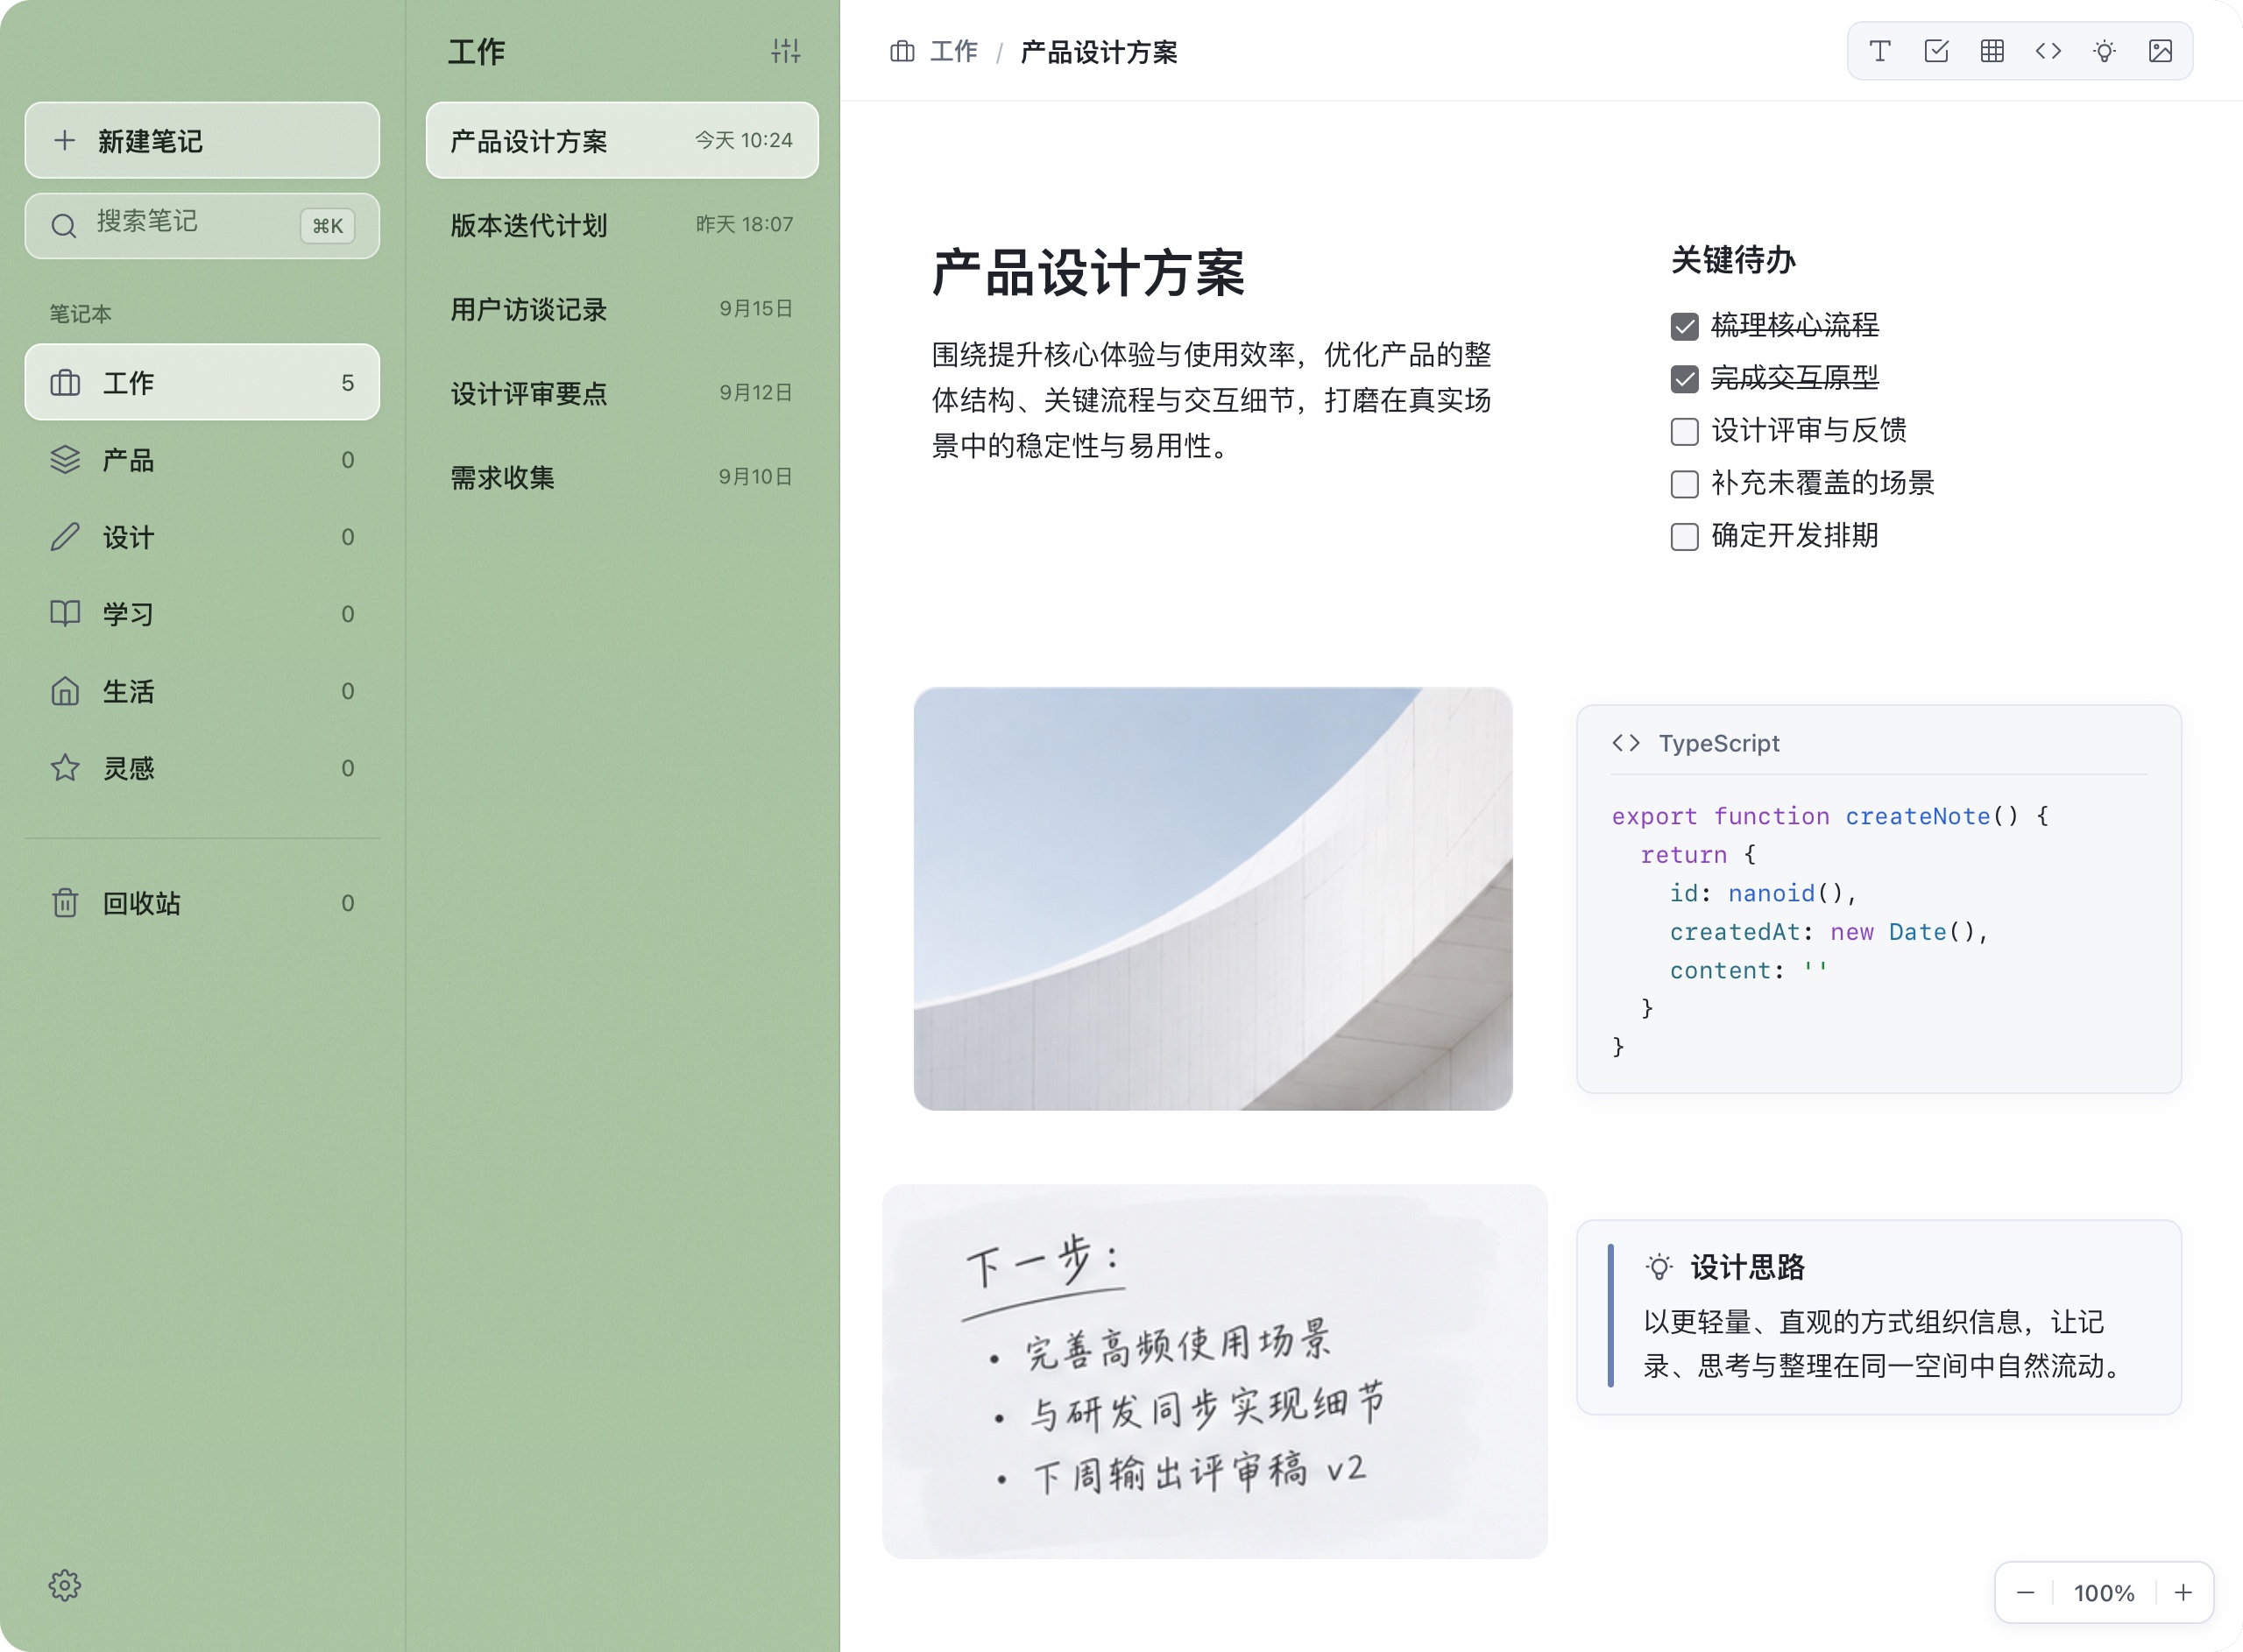 新建笔记
搜索笔记 ⌘K
笔记本
工作 5
产品 0
设计 0
学习 0
生活 0
灵感 0
回收站 0
工作
产品设计方案 今天 10:24
版本迭代计划 昨天 18:07
用户访谈记录 9月15日
设计评审要点 9月12日
需求收集 9月10日
工作 / 产品设计方案
产品设计方案
围绕提升核心体验与使用效率，优化产品的整
体结构、关键流程与交互细节，打磨在真实场
景中的稳定性与易用性。
关键待办
梳理核心流程
完成交互原型
设计评审与反馈
补充未覆盖的场景
确定开发排期
TypeScript
export function createNote() {
  return {
    id: nanoid(),
    createdAt: new Date(),
    content: ''
  }
}
下一步：
• 完善高频使用场景
• 与研发同步实现细节
• 下周输出评审稿 v2
设计思路
以更轻量、直观的方式组织信息，让记
录、思考与整理在同一空间中自然流动。
100%